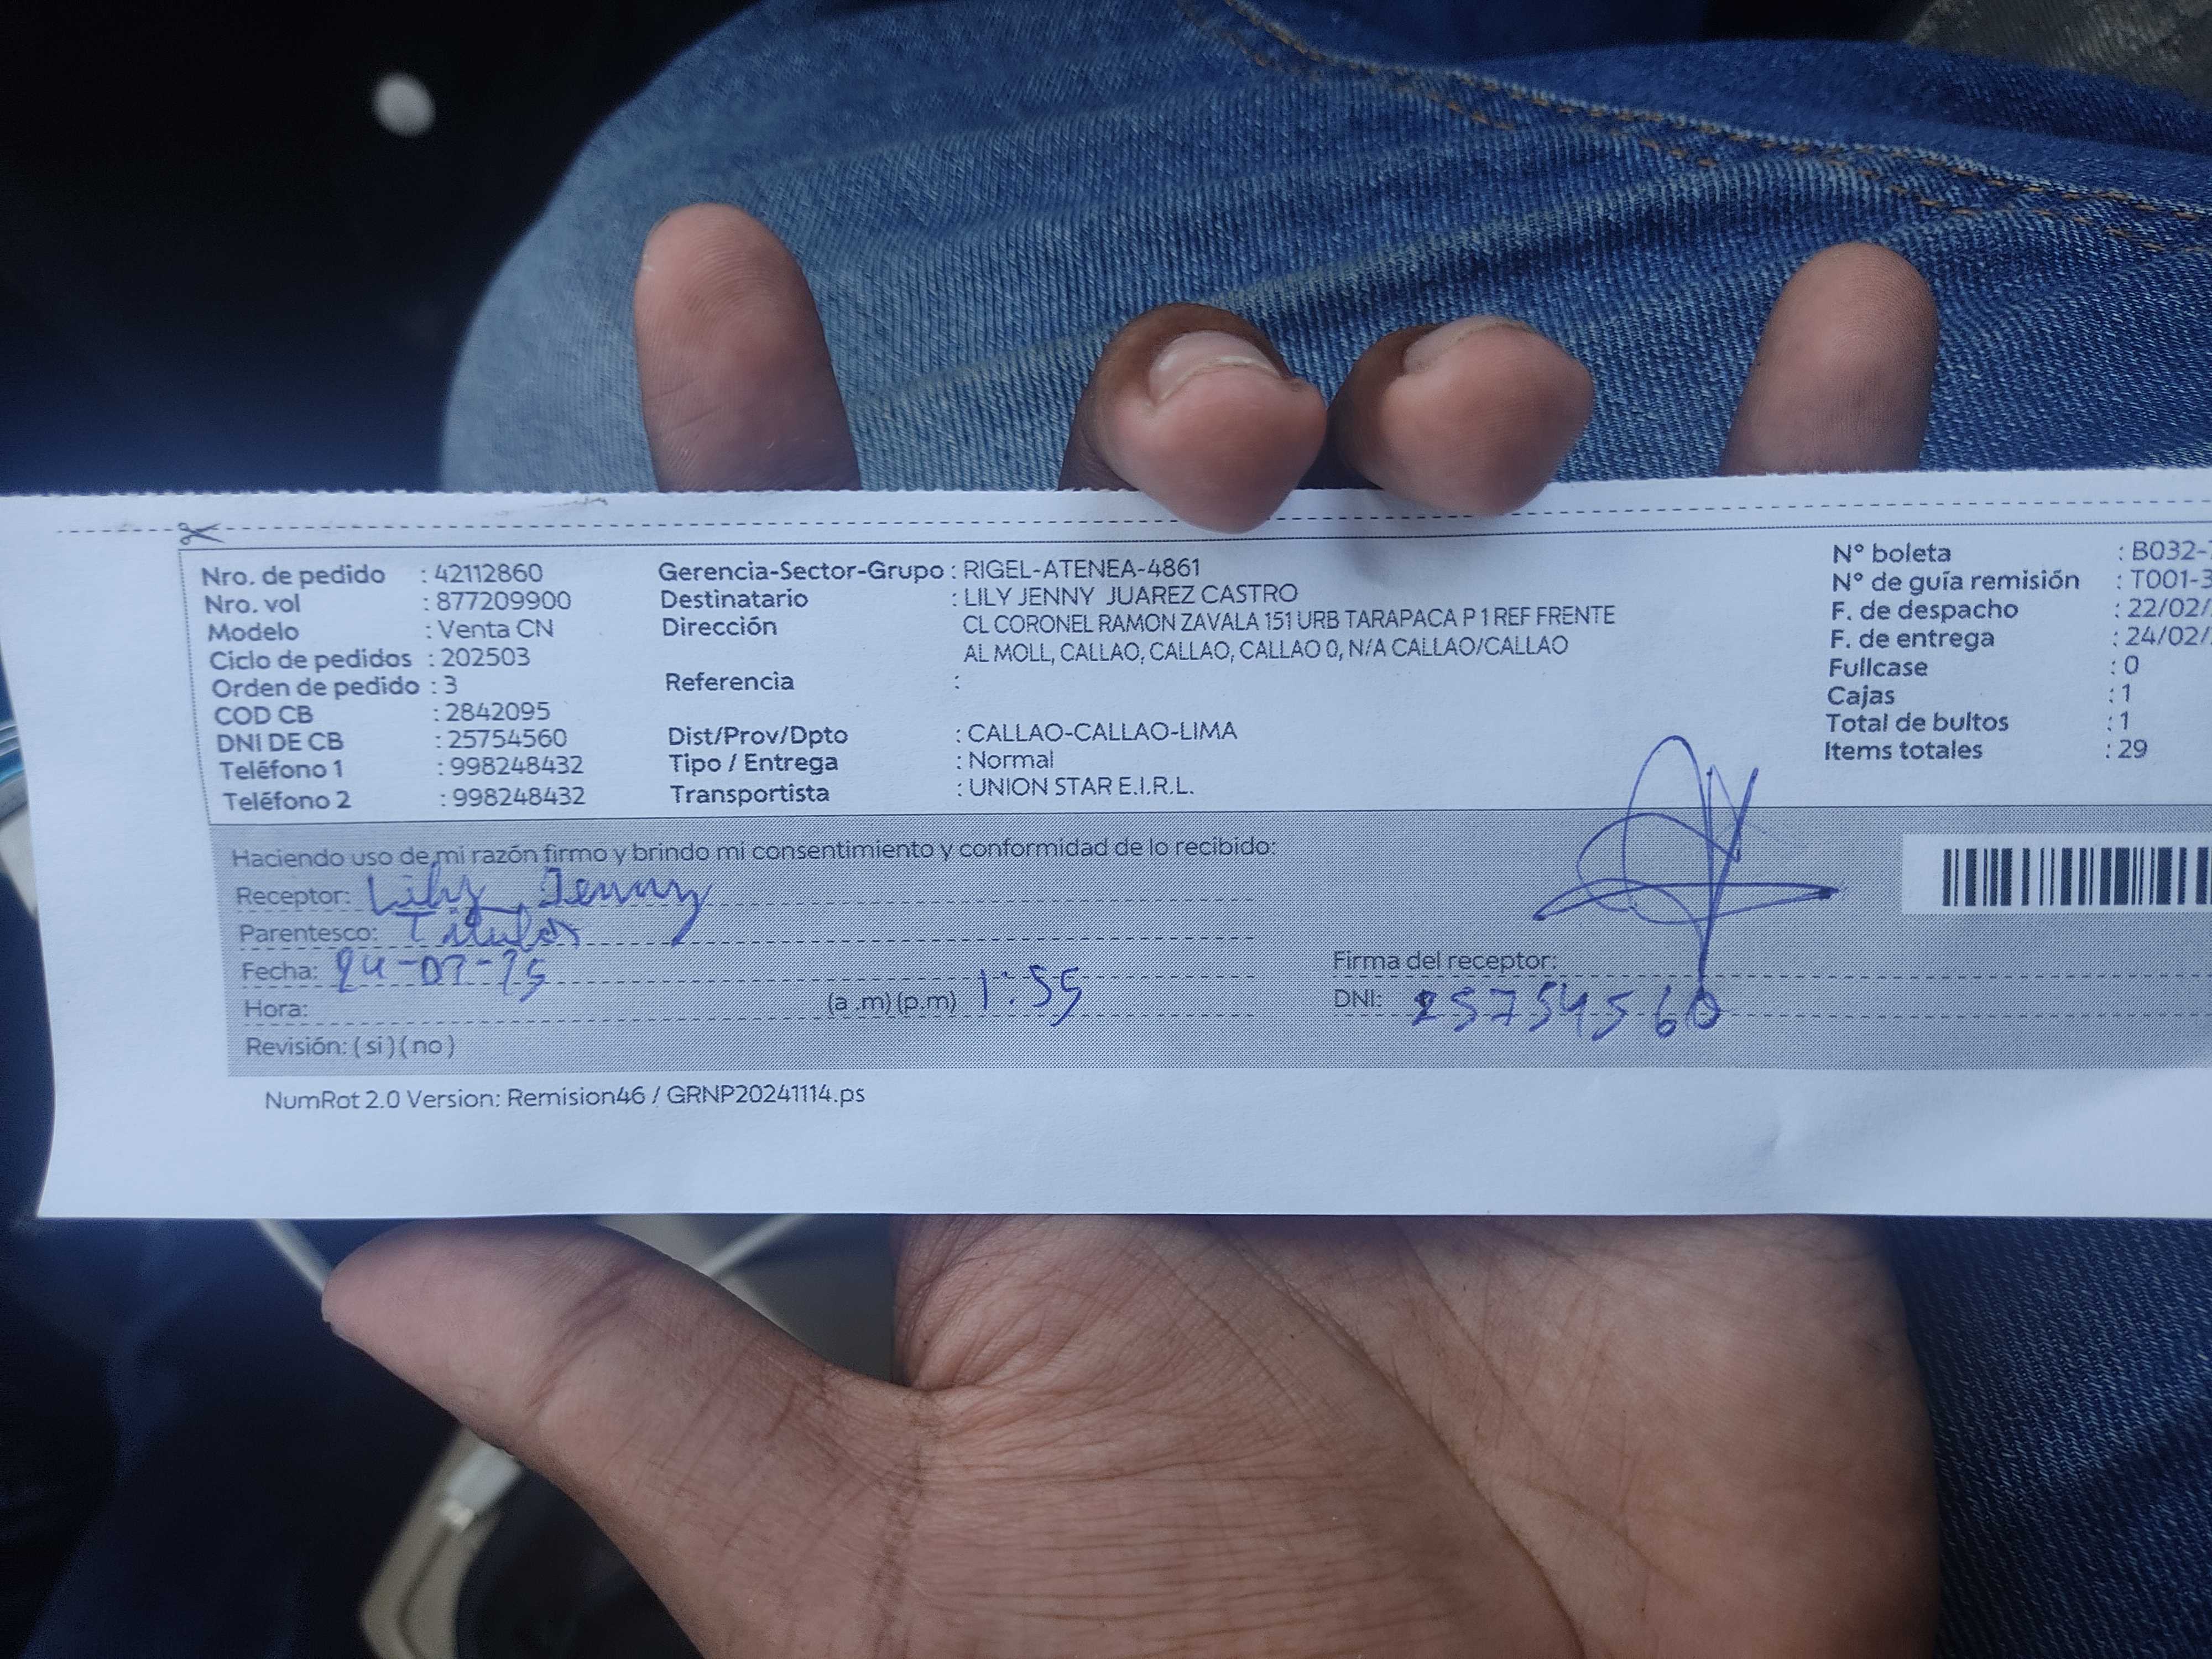 Nro. de pedido : 42112860
Nro. vol : 877209900
Modelo : Venta CN
Ciclo de pedidos : 202503
Orden de pedido : 3
COD CB : 2842095
DNI DE CB : 25754560
Teléfono 1 : 998248432
Teléfono 2 : 998248432
Gerencia-Sector-Grupo : RIGEL-ATENEA-4861
Destinatario : LILY JENNY JUAREZ CASTRO
Dirección CL CORONEL RAMON ZAVALA 151 URB TARAPACA P 1 REF FRENTE
AL MOLL, CALLAO, CALLAO, CALLAO 0, N/A CALLAO/CALLAO
Referencia :
Dist/Prov/Dpto : CALLAO-CALLAO-LIMA
Tipo / Entrega : Normal
Transportista : UNION STAR E.I.R.L.
N° boleta : B032-
N° de guía remisión : T001-3
F. de despacho : 22/02/
F. de entrega : 24/02/
Fullcase : 0
Cajas : 1
Total de bultos : 1
Items totales : 29
Haciendo uso de mi razón firmo y brindo mi consentimiento y conformidad de lo recibido:
Receptor: Lily Jenny
Parentesco: Titular
Fecha:
Hora: (a .m) (p.m) 1:55
Revisión: ( si ) ( no )
Firma del receptor:
DNI: 25754560
NumRot 2.0 Version: Remision46 / GRNP20241114.ps